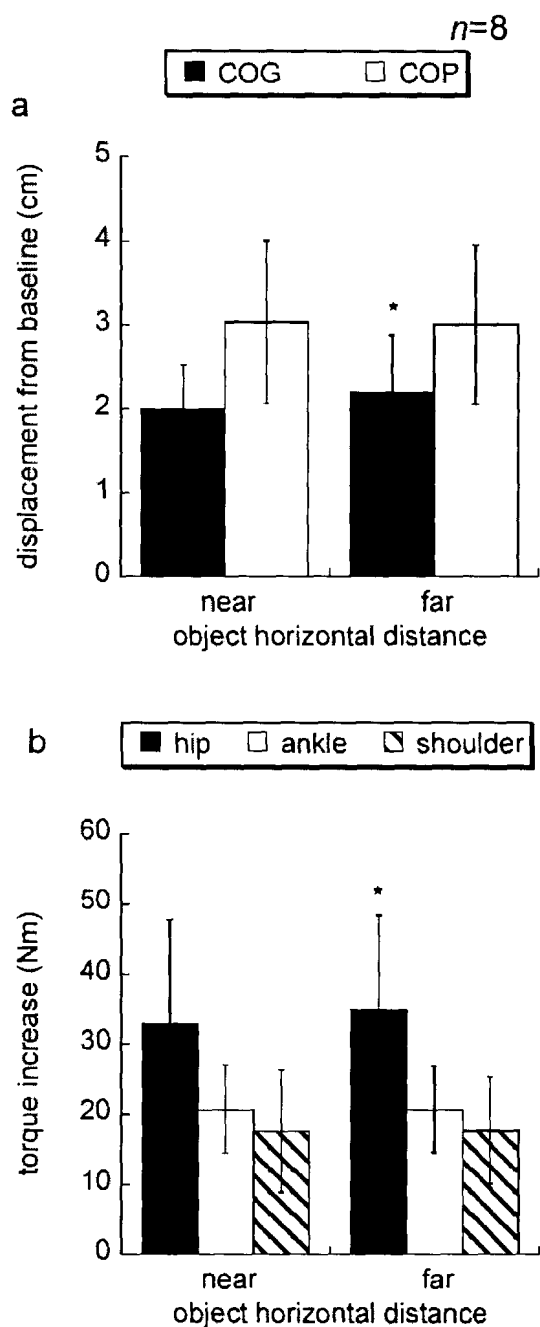 n=8
COG COP
a
displacement from baseline (cm)
5
4
3
2
1
0
*
near far
object horizontal distance
b
hip ankle shoulder
torque increase (Nm)
60
50
40
30
20
10
0
*
near far
object horizontal distance